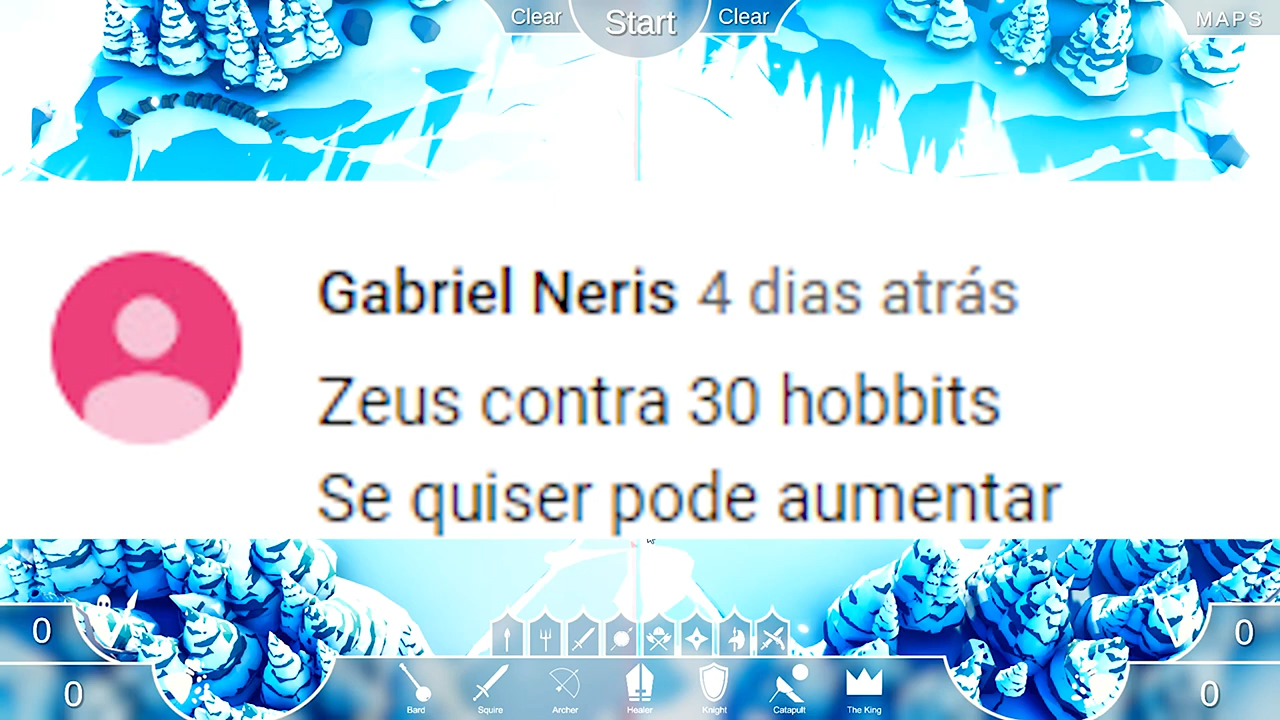 Clear Start Clear MAPS
Gabriel Neris 4 dias atrás
Zeus contra 30 hobbits
Se quiser pode aumentar
0 0
0 0
Bard Squire Archer Healer Knight Catapult The King